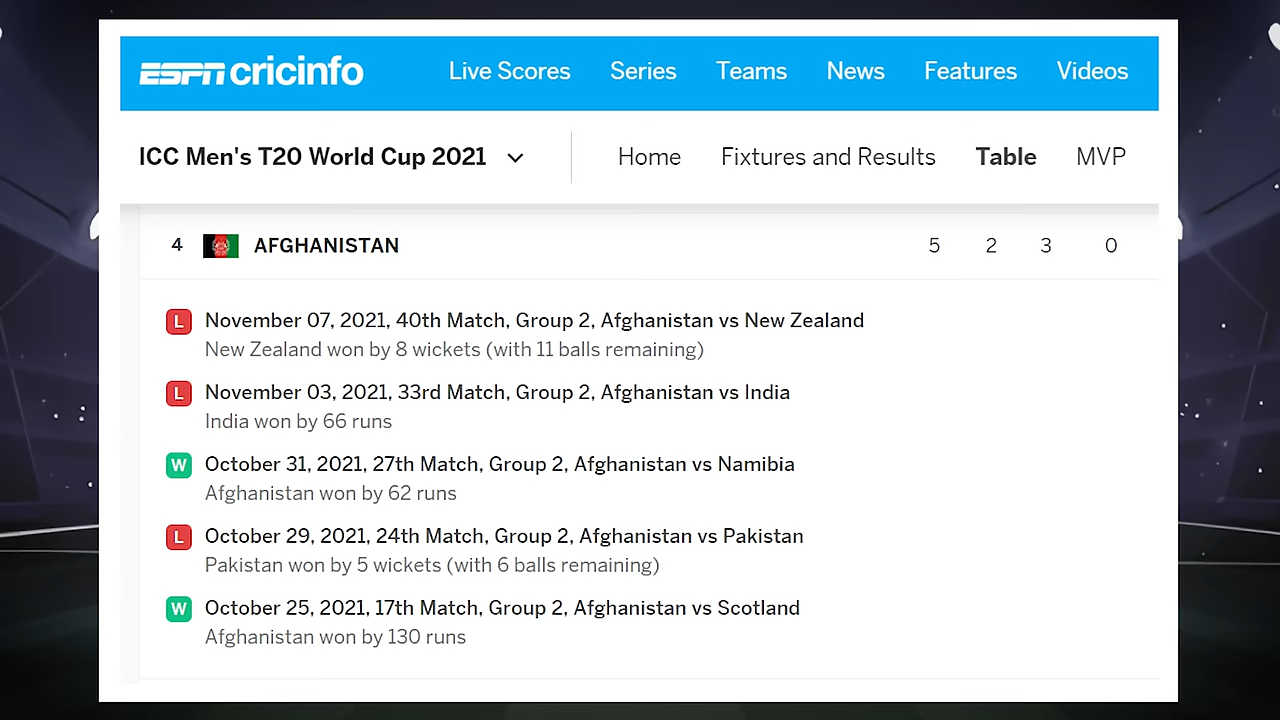 ESPN cricinfo Live Scores Series Teams News Features Videos
ICC Men's T20 World Cup 2021 Home Fixtures and Results Table MVP
4 AFGHANISTAN 5 2 3 0
L November 07, 2021, 40th Match, Group 2, Afghanistan vs New Zealand
New Zealand won by 8 wickets (with 11 balls remaining)
L November 03, 2021, 33rd Match, Group 2, Afghanistan vs India
India won by 66 runs
W October 31, 2021, 27th Match, Group 2, Afghanistan vs Namibia
Afghanistan won by 62 runs
L October 29, 2021, 24th Match, Group 2, Afghanistan vs Pakistan
Pakistan won by 5 wickets (with 6 balls remaining)
W October 25, 2021, 17th Match, Group 2, Afghanistan vs Scotland
Afghanistan won by 130 runs